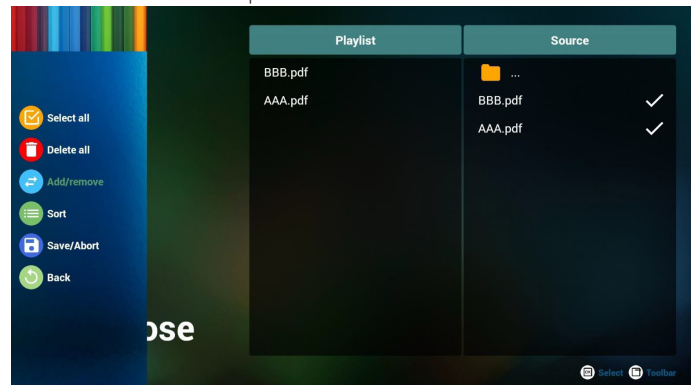 Select all
Delete all
Add/remove
Sort
Save/Abort
Back
ose
Playlist
BBB.pdf
AAA.pdf
Source
...
BBB.pdf
AAA.pdf
Select Toolbar